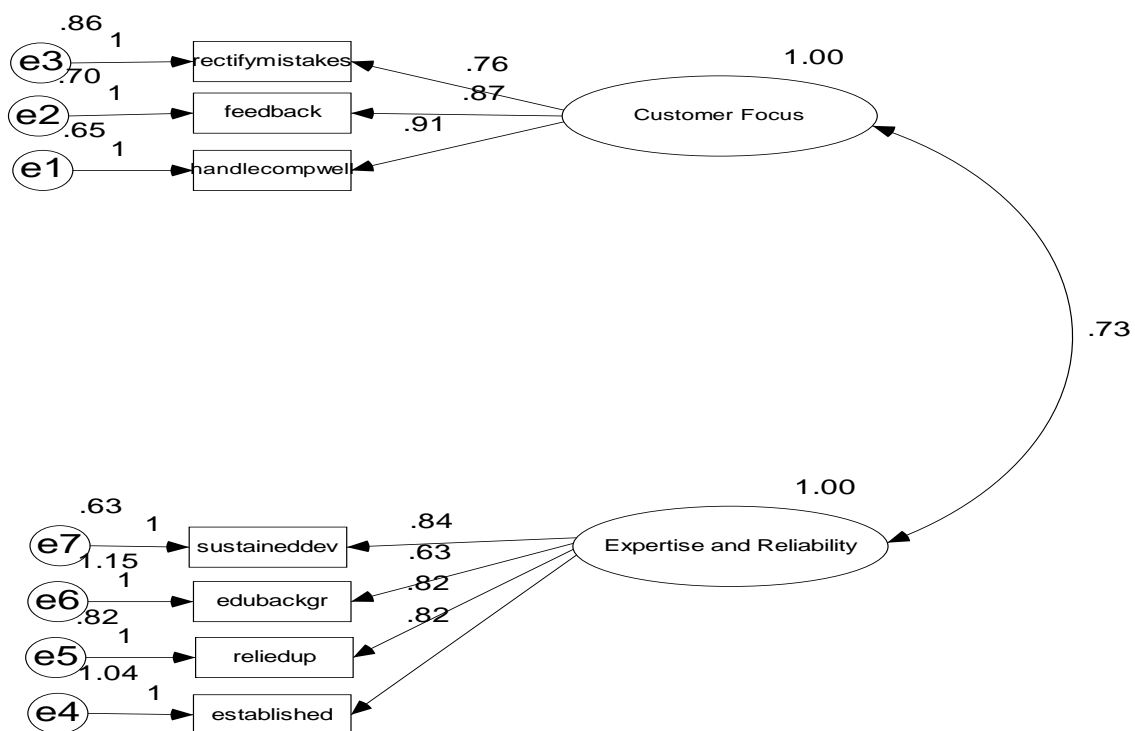 .86
1
1.00
e3
rectifymistakes
.76
.70
1
.87
e2
feedback
Customer Focus
.65
1
.91
e1
handlecompwell
.73
1.00
.63
1
.84
e7
sustaineddev
Expertise and Reliability
1.15
1
.63
e6
edubackgr
.82
.82
1
.82
e5
reliedup
1.04
1
e4
established